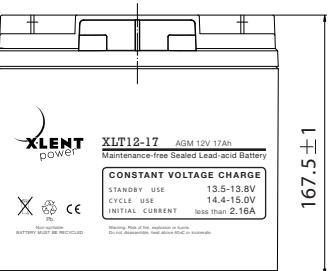 X·LENT
power
XLT12-17 AGM 12V 17Ah
Maintenance-free Sealed Lead-acid Battery
CONSTANT VOLTAGE CHARGE
STANDBY USE 13.5-13.8V
CYCLE USE 14.4-15.0V
INITIAL CURRENT less than 2.16A
Pb.
CE
Non-spillable
BATTERY MUST BE RECYCLED
Warning: Risk of fire, explosion or burns.
Do not disassemble, heat above 60oC or incinerate.
167.5±1